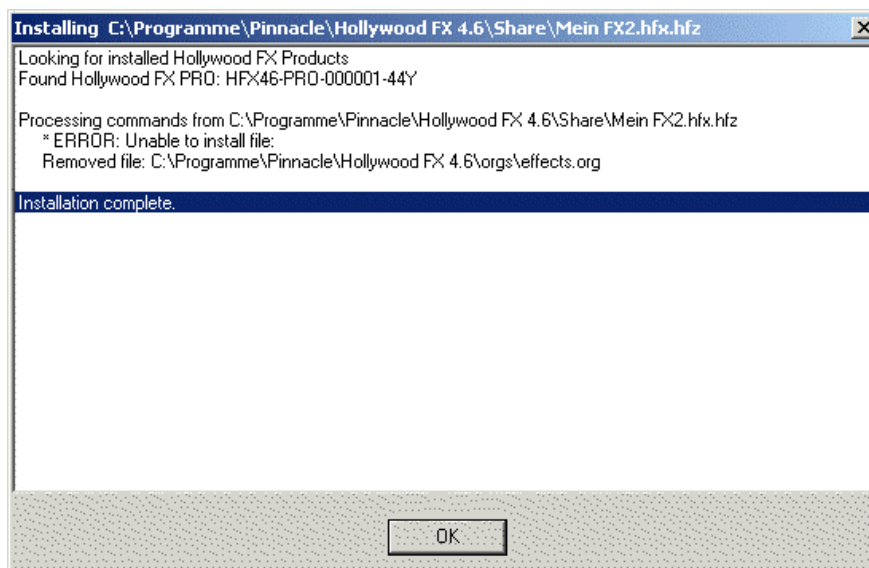 Installing C:\Programme\Pinnacle\Hollywood FX 4.6\Share\Mein FX2.hfx.hfz
Looking for installed Hollywood FX Products
Found Hollywood FX PRO: HFX46-PRO-000001-44Y
Processing commands from C:\Programme\Pinnacle\Hollywood FX 4.6\Share\Mein FX2.hfx.hfz
* ERROR: Unable to install file:
Removed file: C:\Programme\Pinnacle\Hollywood FX 4.6\orgs\effects.org
Installation complete.
OK